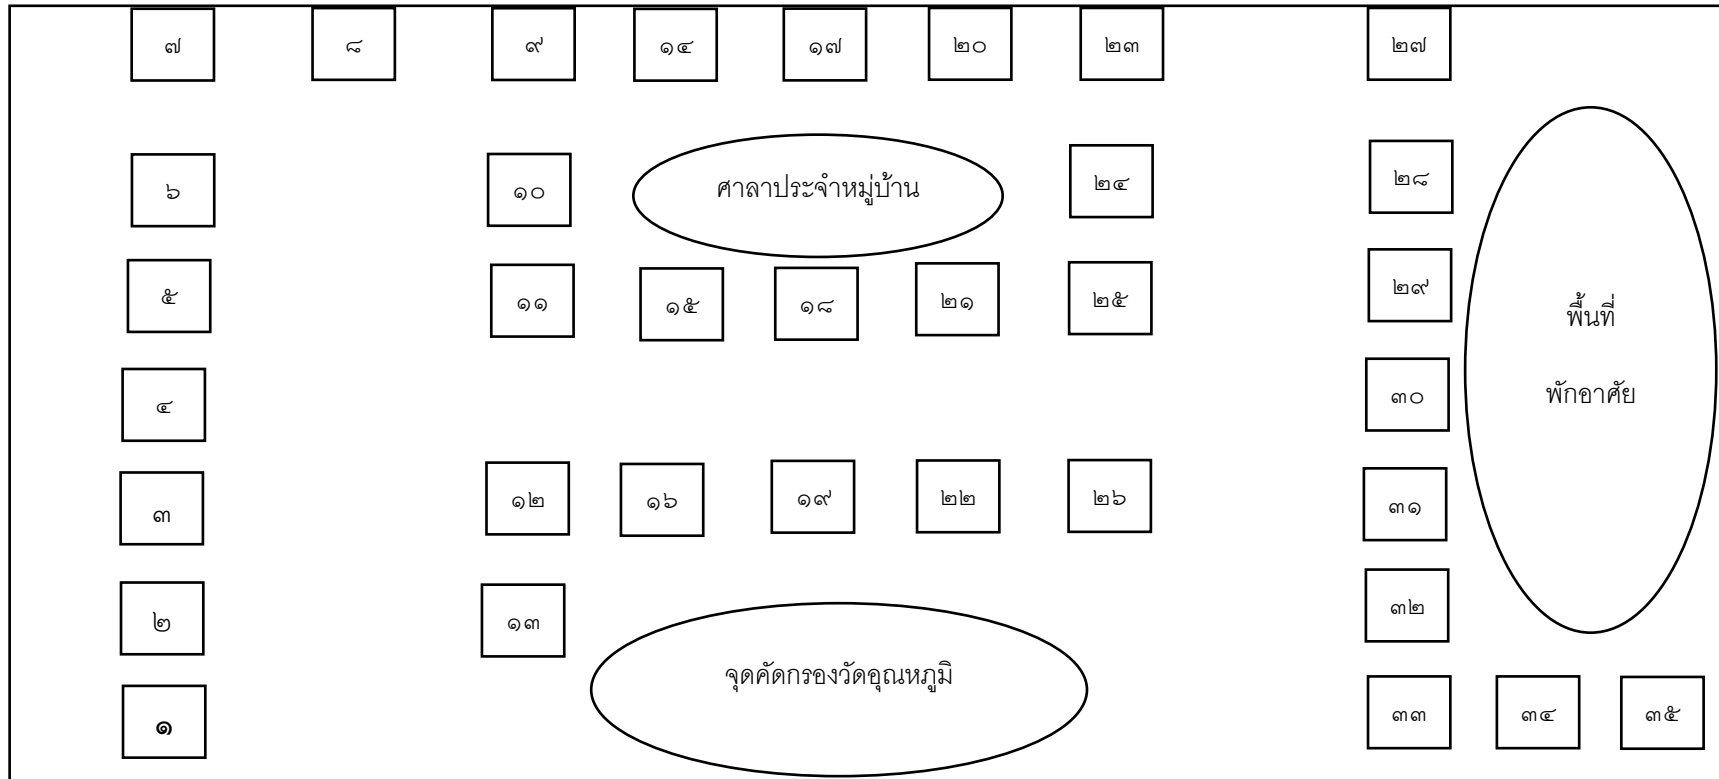 ๗ ๘ ๙ ๑๔ ๑๗ ๒๐ ๒๓ ๒๗
๖ ๑๐ ศาลาประจำหมู่บ้าน ๒๔ ๒๘
๕ ๑๑ ๑๕ ๑๘ ๒๑ ๒๕ ๒๙
พื้นที่
๔ ๓๐ พักอาศัย
๓ ๑๒ ๑๖ ๑๙ ๒๒ ๒๖ ๓๑
๒ ๑๓ ๓๒
จุดคัดกรองวัดอุณหภูมิ
๑ ๓๓ ๓๔ ๓๕